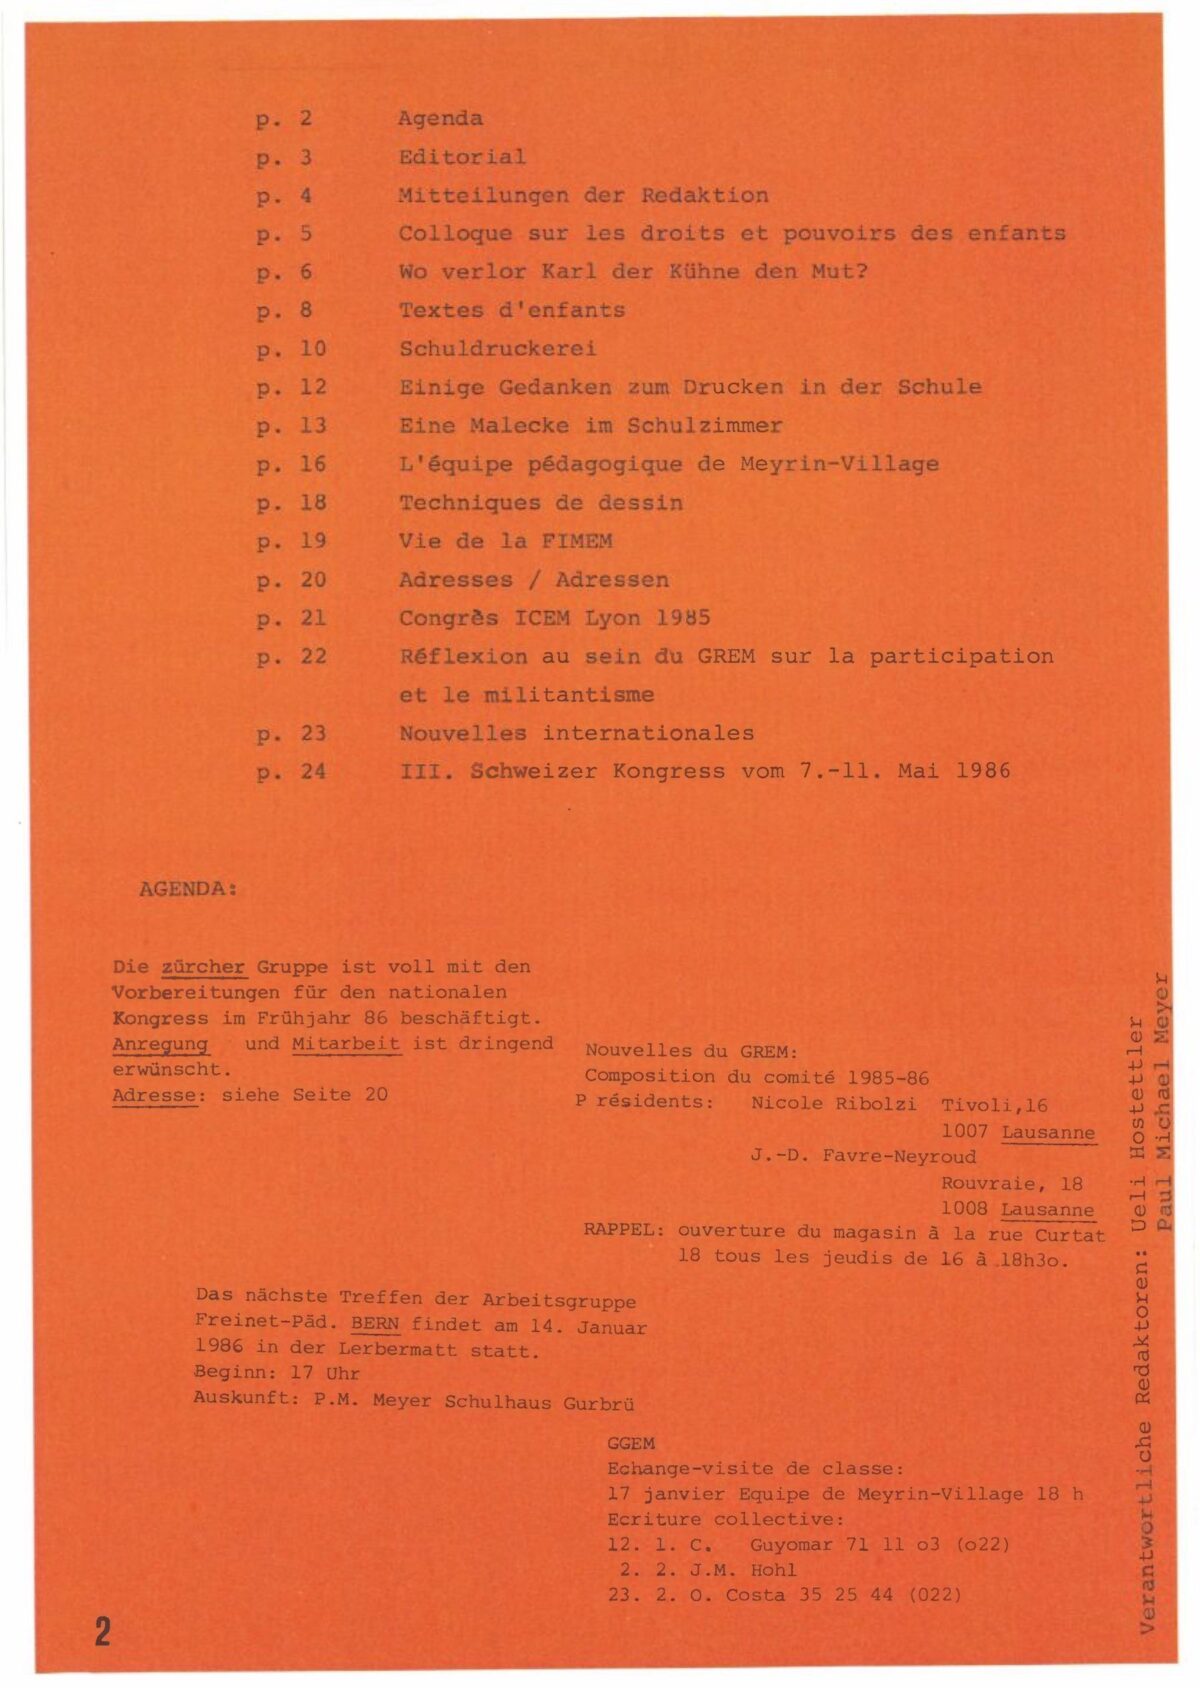 p. 2 Agenda
p. 3 Editorial
p. 4 Mitteilungen der Redaktion
p. 5 Colloque sur les droits et pouvoirs des enfants
p. 6 Wo verlor Karl der Kühne den Mut?
p. 8 Textes d'enfants
p. 10 Schuldruckerei
p. 12 Einige Gedanken zum Drucken in der Schule
p. 13 Eine Malecke im Schulzimmer
p. 16 L'équipe pédagogique de Meyrin-Village
p. 18 Techniques de dessin
p. 19 Vie de la FIMEM
p. 20 Adresses / Adressen
p. 21 Congrès ICEM Lyon 1985
p. 22 Réflexion au sein du GREM sur la participation
et le militantisme
p. 23 Nouvelles internationales
p. 24 III. Schweizer Kongress vom 7.-11. Mai 1986
AGENDA:
Die zürcher Gruppe ist voll mit den
Vorbereitungen für den nationalen
Kongress im Frühjahr 86 beschäftigt.
Anregung und Mitarbeit ist dringend
erwünscht.
Adresse: siehe Seite 20
Nouvelles du GREM:
Composition du comité 1985-86
P résidents: Nicole Ribolzi Tivoli,16
1007 Lausanne
J.-D. Favre-Neyroud
Rouvraie, 18
1008 Lausanne
RAPPEL: ouverture du magasin à la rue Curtat
18 tous les jeudis de 16 à 18h3o.
Das nächste Treffen der Arbeitsgruppe
Freinet-Päd. BERN findet am 14. Januar
1986 in der Lerbermatt statt.
Beginn: 17 Uhr
Auskunft: P.M. Meyer Schulhaus Gurbrü
GGEM
Echange-visite de classe:
17 janvier Equipe de Meyrin-Village 18 h
Ecriture collective:
12. 1. C. Guyomar 71 11 o3 (o22)
2. 2. J.M. Hohl
23. 2. O. Costa 35 25 44 (022)
Verantwortliche Redaktoren: Ueli Hostettler
Paul Michael Meyer
2